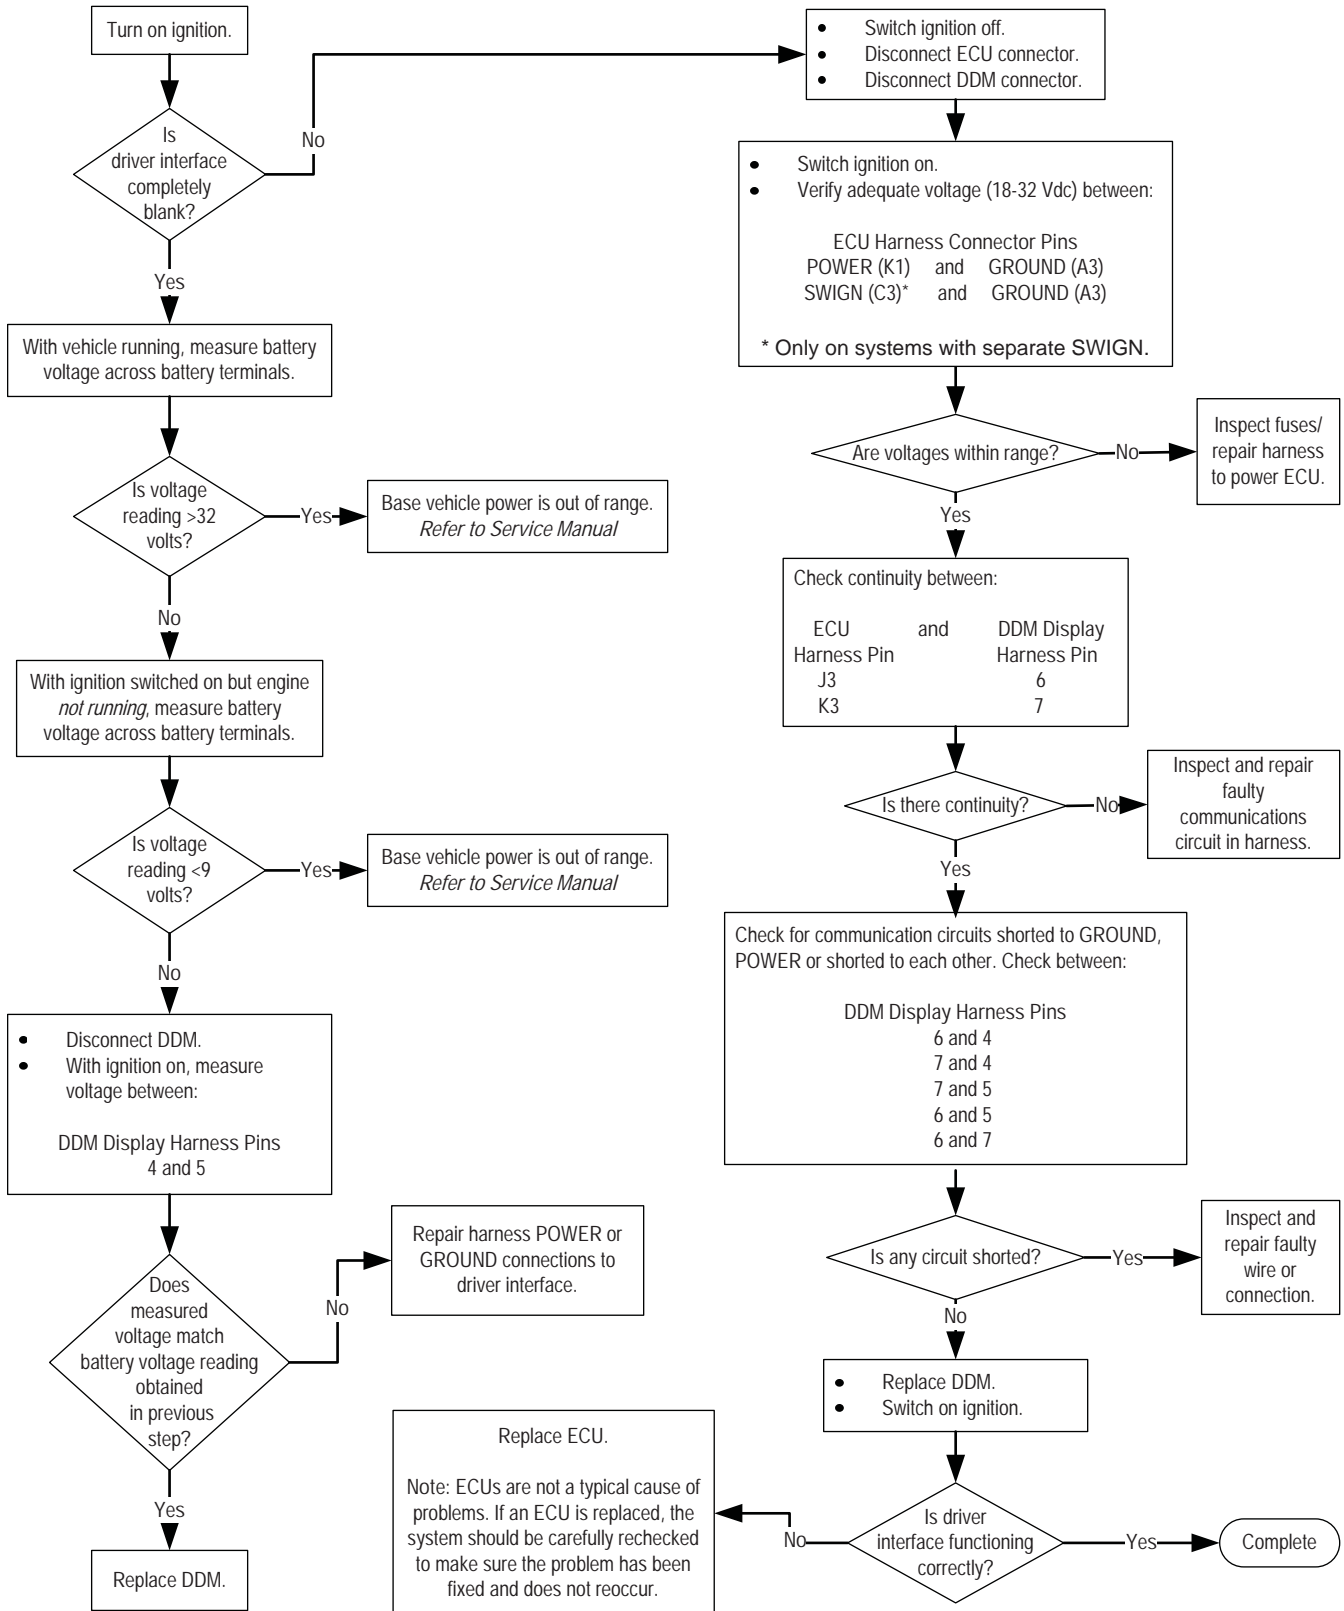 Turn on ignition.
Is
driver interface
completely
blank?
No
Yes
With vehicle running, measure battery
voltage across battery terminals.
Is voltage
reading >32
volts?
Yes
Base vehicle power is out of range.
Refer to Service Manual
No
With ignition switched on but engine
not running, measure battery
voltage across battery terminals.
Is voltage
reading <9
volts?
Yes
Base vehicle power is out of range.
Refer to Service Manual
No
• Disconnect DDM.
• With ignition on, measure
voltage between:
DDM Display Harness Pins
4 and 5
Does
measured
voltage match
battery voltage reading
obtained
in previous
step?
No
Repair harness POWER or
GROUND connections to
driver interface.
Yes
Replace DDM.
• Switch ignition off.
• Disconnect ECU connector.
• Disconnect DDM connector.
• Switch ignition on.
• Verify adequate voltage (18-32 Vdc) between:
ECU Harness Connector Pins
POWER (K1) and GROUND (A3)
SWIGN (C3)* and GROUND (A3)
* Only on systems with separate SWIGN.
Are voltages within range?
No
Inspect fuses/
repair harness
to power ECU.
Yes
Check continuity between:
ECU and DDM Display
Harness Pin Harness Pin
J3 6
K3 7
Is there continuity?
No
Inspect and repair
faulty
communications
circuit in harness.
Yes
Check for communication circuits shorted to GROUND,
POWER or shorted to each other. Check between:
DDM Display Harness Pins
6 and 4
7 and 4
7 and 5
6 and 5
6 and 7
Is any circuit shorted?
Yes
Inspect and
repair faulty
wire or
connection.
No
• Replace DDM.
• Switch on ignition.
Is driver
interface functioning
correctly?
Yes
Complete
No
Replace ECU.
Note: ECUs are not a typical cause of
problems. If an ECU is replaced, the
system should be carefully rechecked
to make sure the problem has been
fixed and does not reoccur.